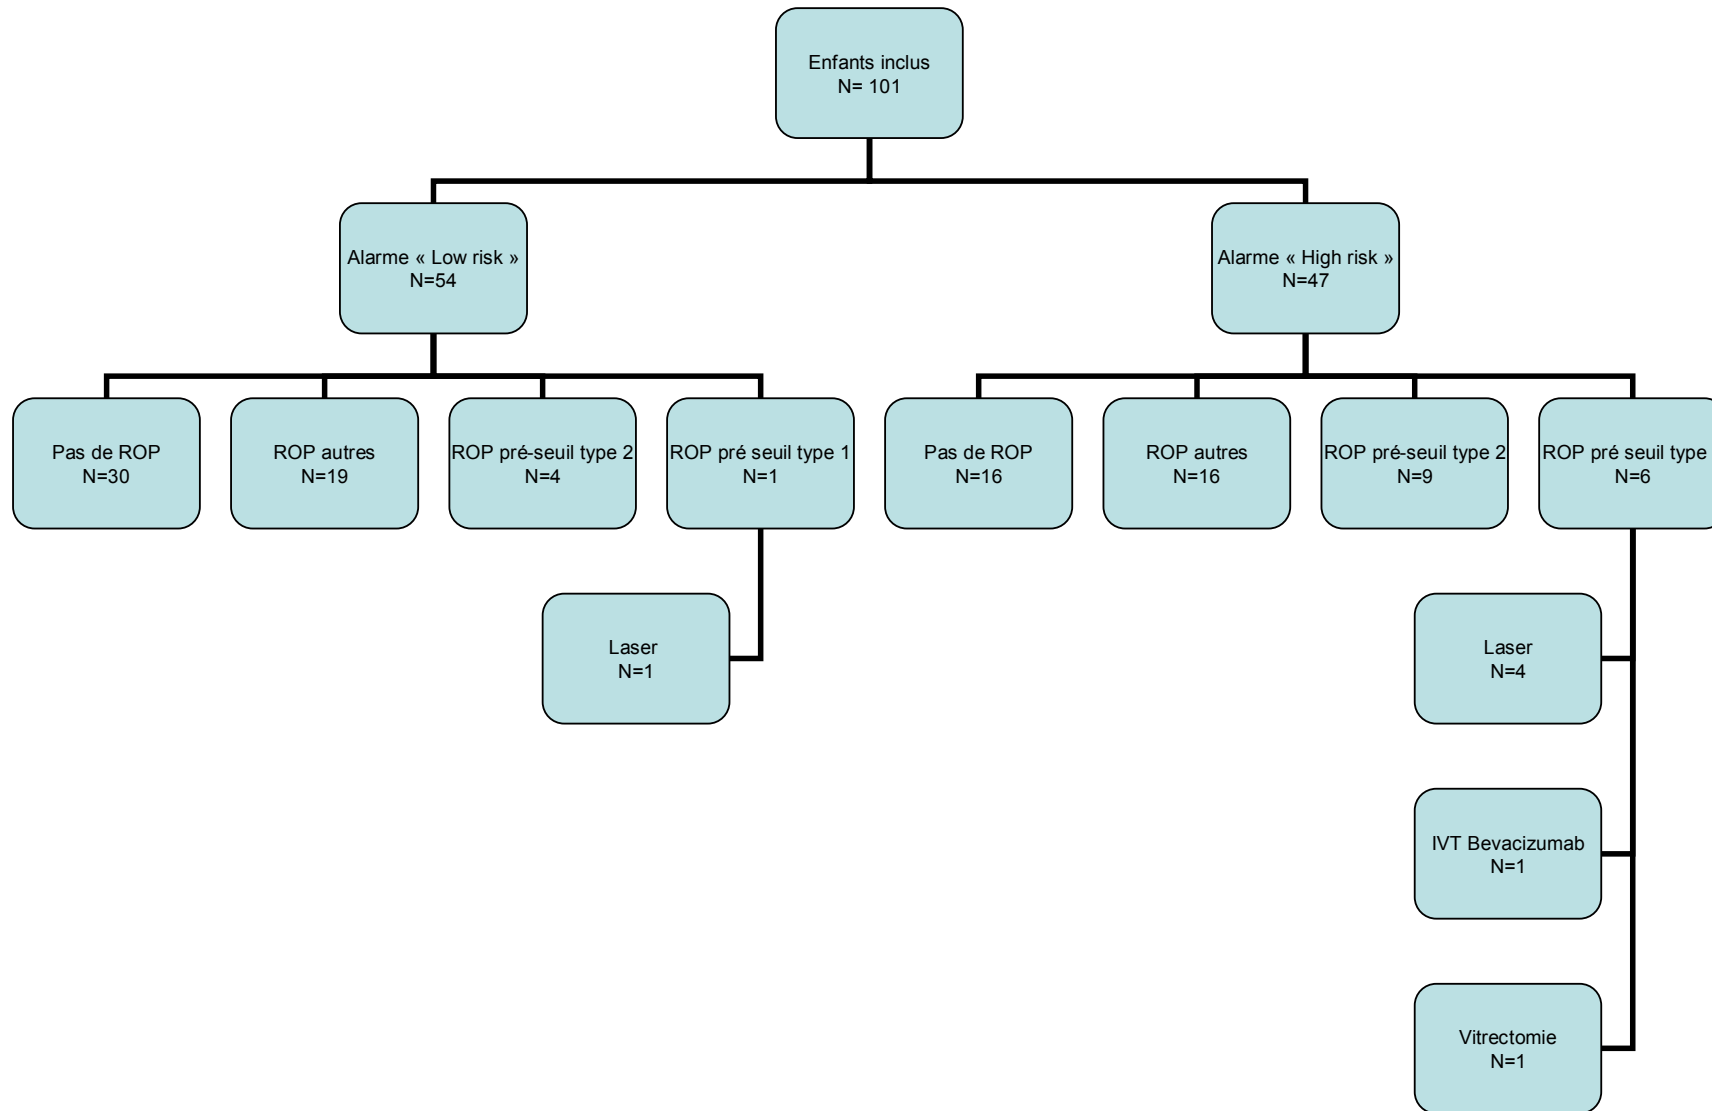 Enfants inclus
N= 101
Alarme « Low risk »
N=54
Alarme « High risk »
N=47
Pas de ROP
N=30
ROP autres
N=19
ROP pré-seuil type 2
N=4
ROP pré seuil type 1
N=1
Pas de ROP
N=16
ROP autres
N=16
ROP pré-seuil type 2
N=9
ROP pré seuil type
N=6
Laser
N=1
Laser
N=4
IVT Bevacizumab
N=1
Vitrectomie
N=1